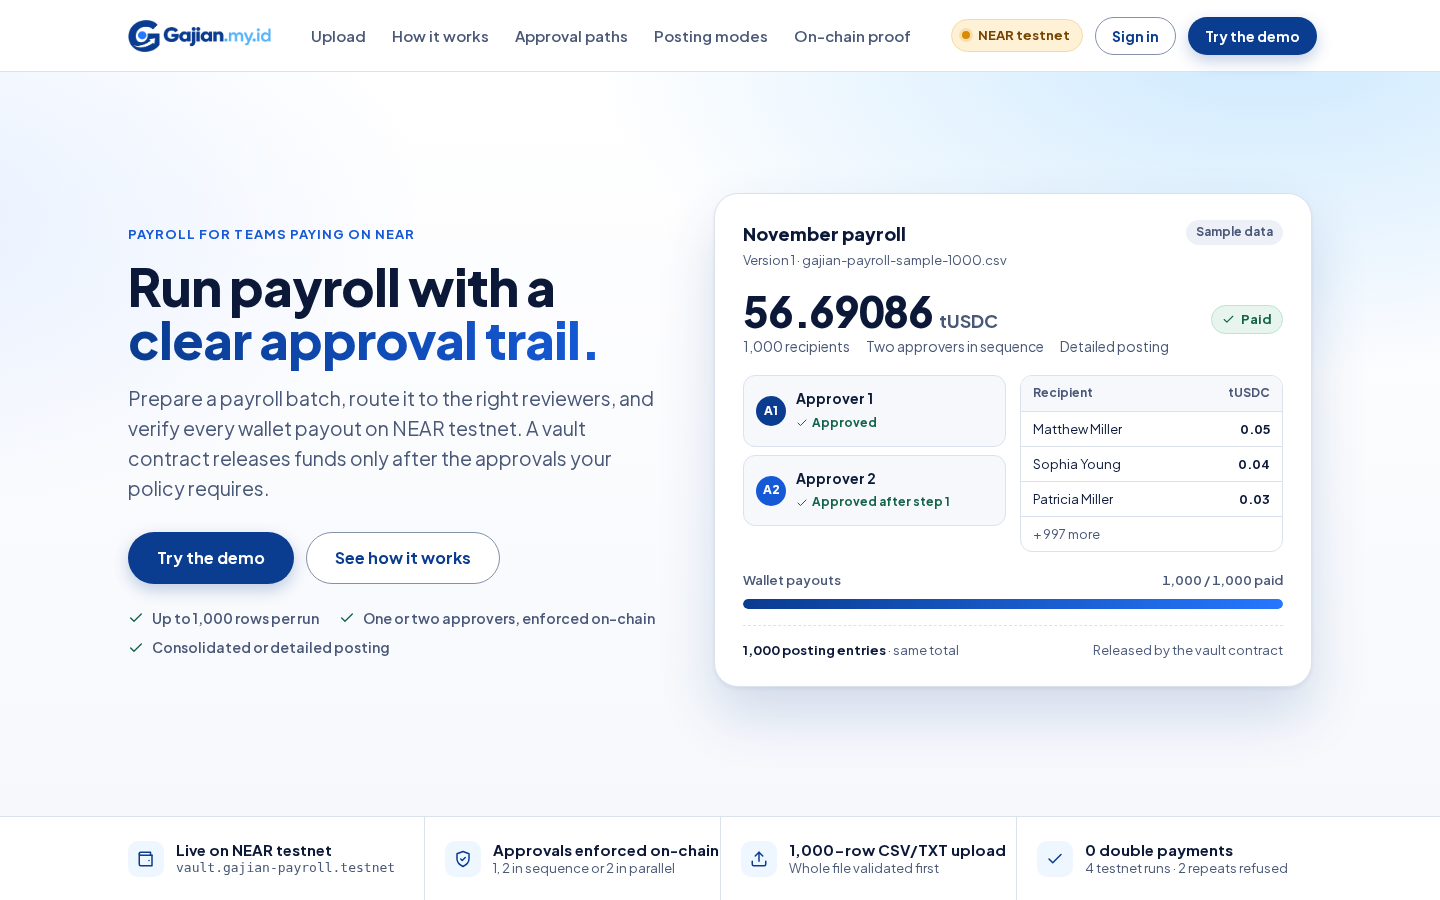 Gajian.my.id
Upload
How it works
Approval paths
Posting modes
On-chain proof
NEAR testnet
Sign in
Try the demo
PAYROLL FOR TEAMS PAYING ON NEAR
Run payroll with a
clear approval trail.
Prepare a payroll batch, route it to the right reviewers, and
verify every wallet payout on NEAR testnet. A vault
contract releases funds only after the approvals your
policy requires.
Try the demo
See how it works
Up to 1,000 rows per run
One or two approvers, enforced on-chain
Consolidated or detailed posting
November payroll
Sample data
Version 1 · gajian-payroll-sample-1000.csv
56.69086 tUSDC
Paid
1,000 recipients
Two approvers in sequence
Detailed posting
A1
Approver 1
Approved
A2
Approver 2
Approved after step 1
Recipient tUSDC
Matthew Miller 0.05
Sophia Young 0.04
Patricia Miller 0.03
+ 997 more
Wallet payouts
1,000 / 1,000 paid
1,000 posting entries · same total
Released by the vault contract
Live on NEAR testnet
vault.gajian-payroll.testnet
Approvals enforced on-chain
1, 2 in sequence or 2 in parallel
1,000-row CSV/TXT upload
Whole file validated first
0 double payments
4 testnet runs · 2 repeats refused